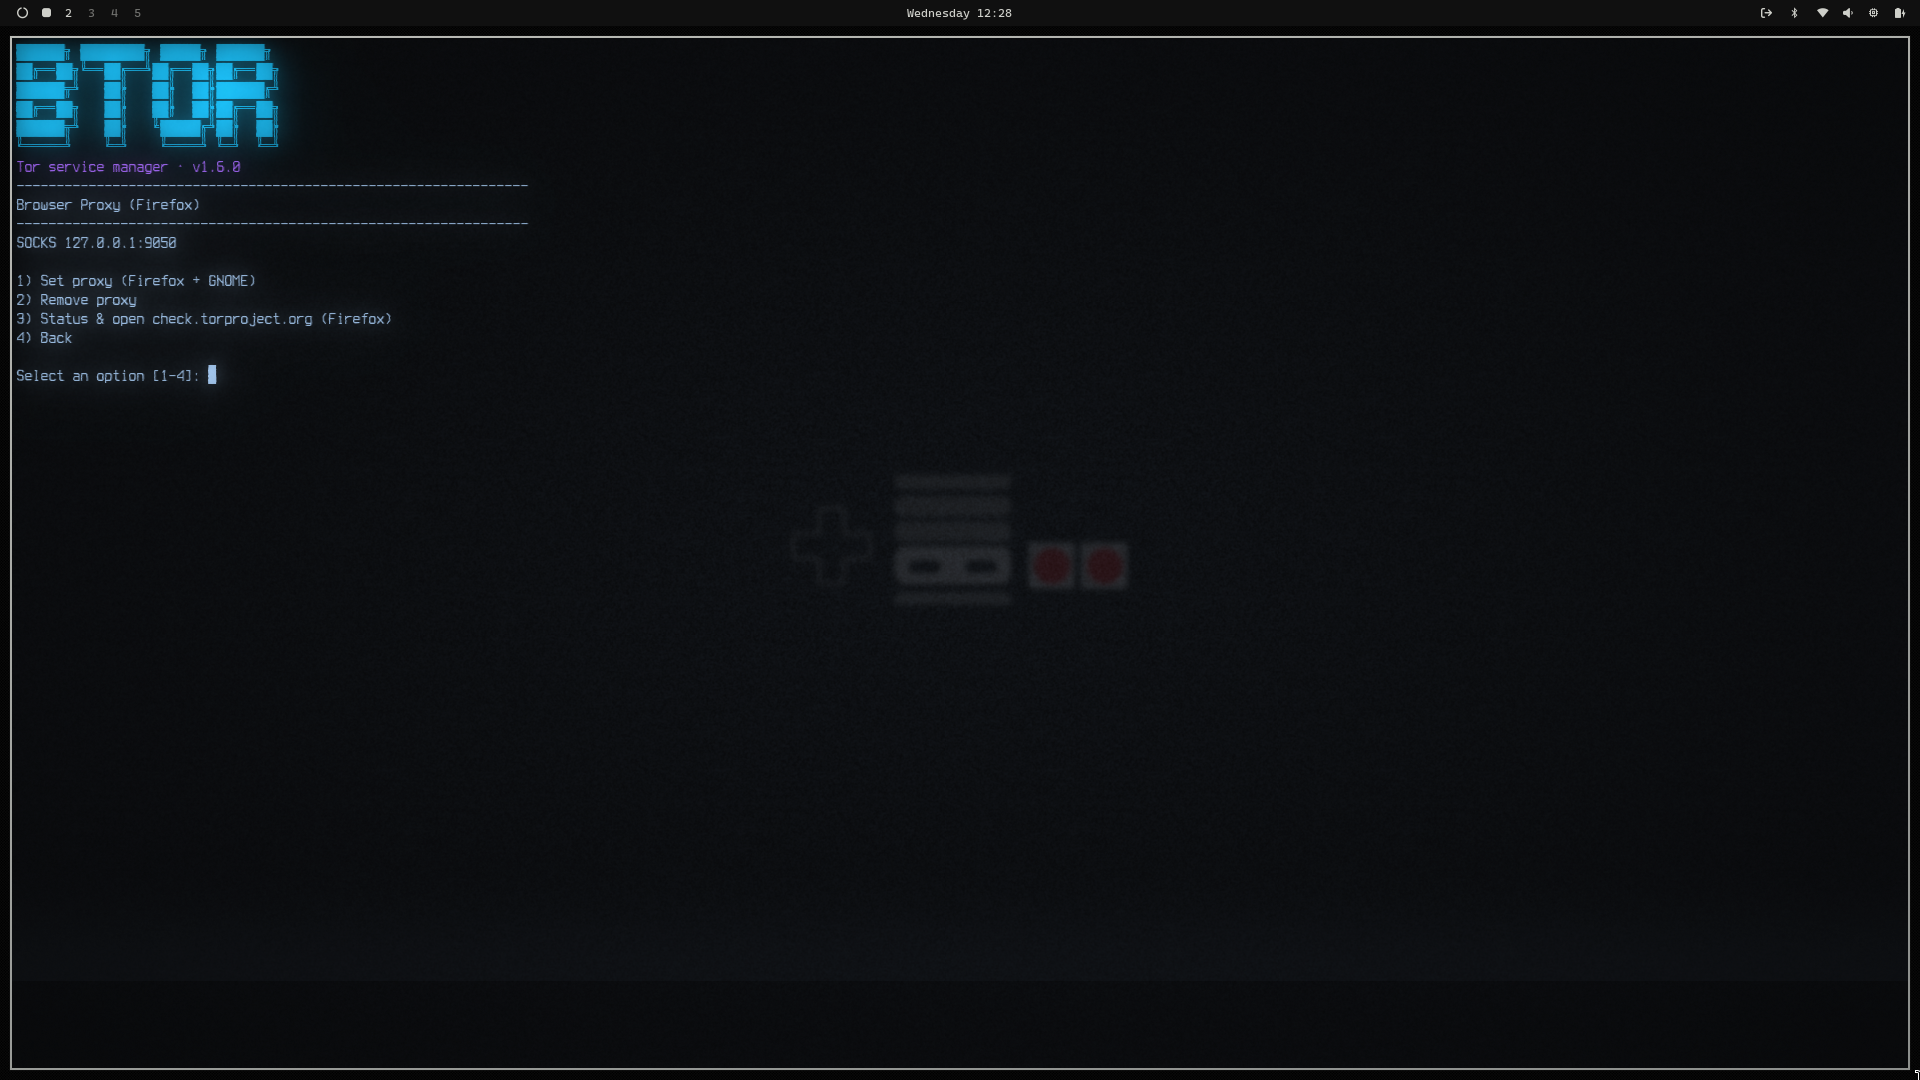 2 3 4 5 Wednesday 12:28
BTOR
Tor service manager · v1.6.0
----------------------------------------------------------------
Browser Proxy (Firefox)
----------------------------------------------------------------
SOCKS 127.0.0.1:9050
1) Set proxy (Firefox + GNOME)
2) Remove proxy
3) Status & open check.torproject.org (Firefox)
4) Back
Select an option [1-4]: